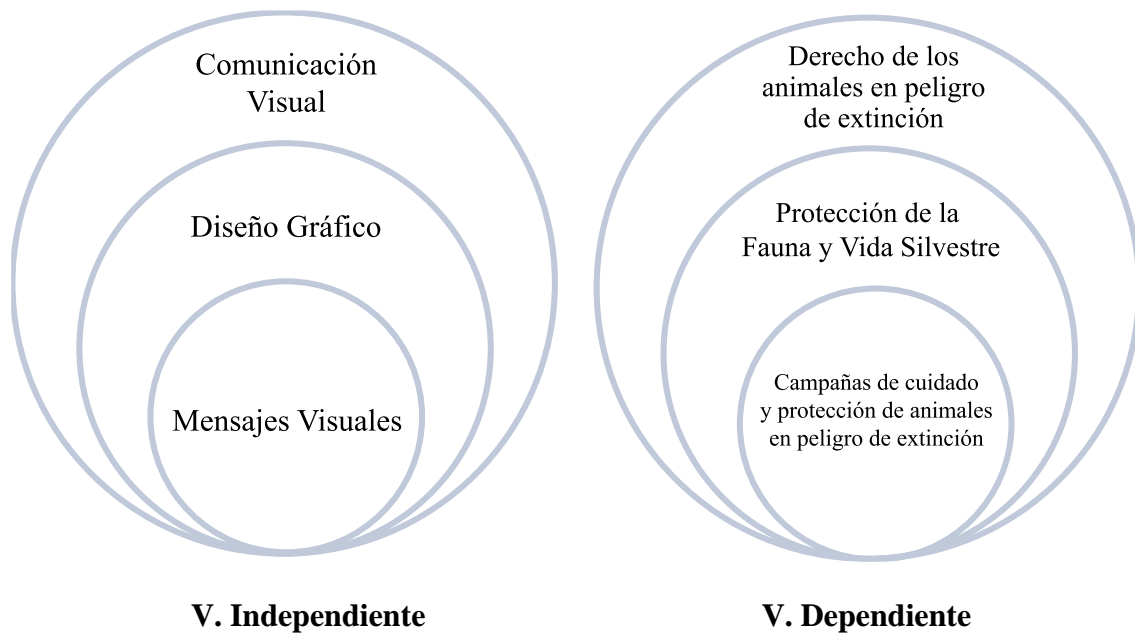 Comunicación
Visual
Diseño Gráfico
Mensajes Visuales
V. Independiente
Derecho de los
animales en peligro
de extinción
Protección de la
Fauna y Vida Silvestre
Campañas de cuidado
y protección de animales
en peligro de extinción
V. Dependiente